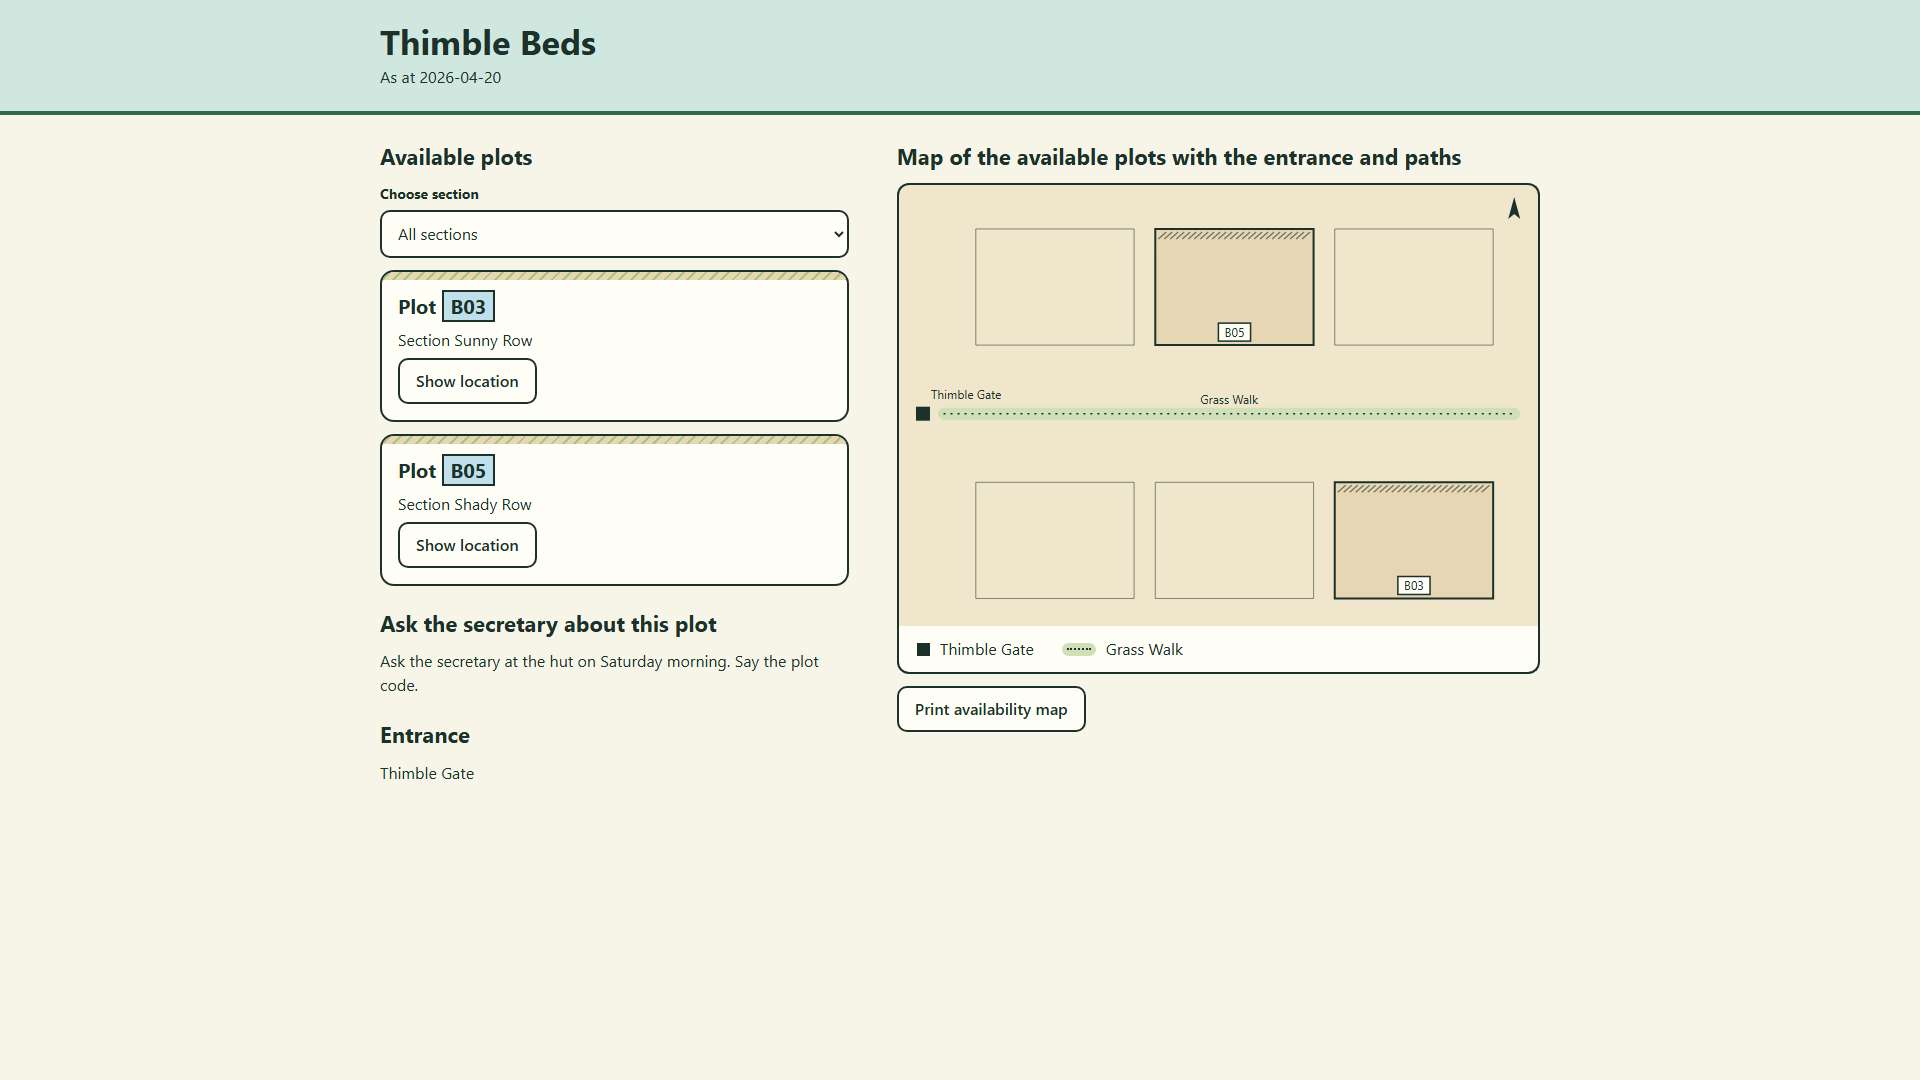 Thimble Beds
As at 2026-04-20
Available plots
Choose section
All sections
Plot B03
Section Sunny Row
Show location
Plot B05
Section Shady Row
Show location
Ask the secretary about this plot
Ask the secretary at the hut on Saturday morning. Say the plot
code.
Entrance
Thimble Gate
Map of the available plots with the entrance and paths
B05
Thimble Gate
Grass Walk
B03
Thimble Gate
Grass Walk
Print availability map